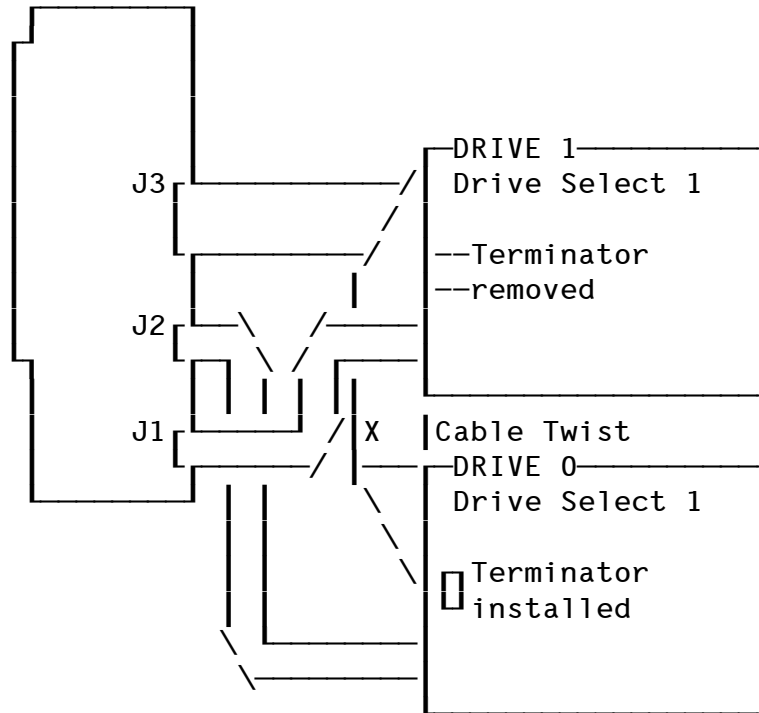 DRIVE 1
J3
Drive Select 1
Terminator
removed
J2
J1
X
Cable Twist
DRIVE 0
Drive Select 1
Terminator
installed